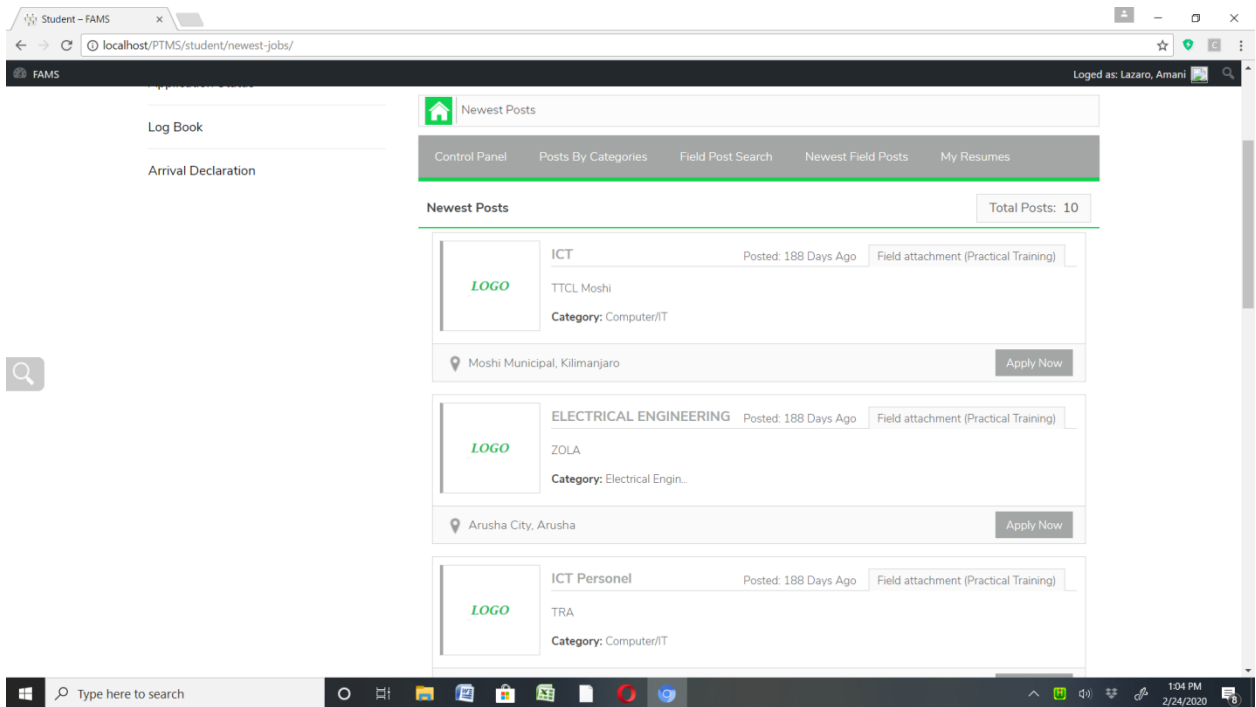 Student – FAMS
localhost/PTMS/student/newest-jobs/
C
FAMS
Loged as: Lazaro, Amani
Application Status
Log Book
Arrival Declaration
Newest Posts
Control Panel Posts By Categories Field Post Search Newest Field Posts My Resumes
Newest Posts
Total Posts: 10
LOGO
ICT
Posted: 188 Days Ago
Field attachment (Practical Training)
TTCL Moshi
Category: Computer/IT
Moshi Municipal, Kilimanjaro
Apply Now
LOGO
ELECTRICAL ENGINEERING
Posted: 188 Days Ago
Field attachment (Practical Training)
ZOLA
Category: Electrical Engin...
Arusha City, Arusha
Apply Now
LOGO
ICT Personel
Posted: 188 Days Ago
Field attachment (Practical Training)
TRA
Category: Computer/IT
Type here to search
H
1:04 PM
2/24/2020
8